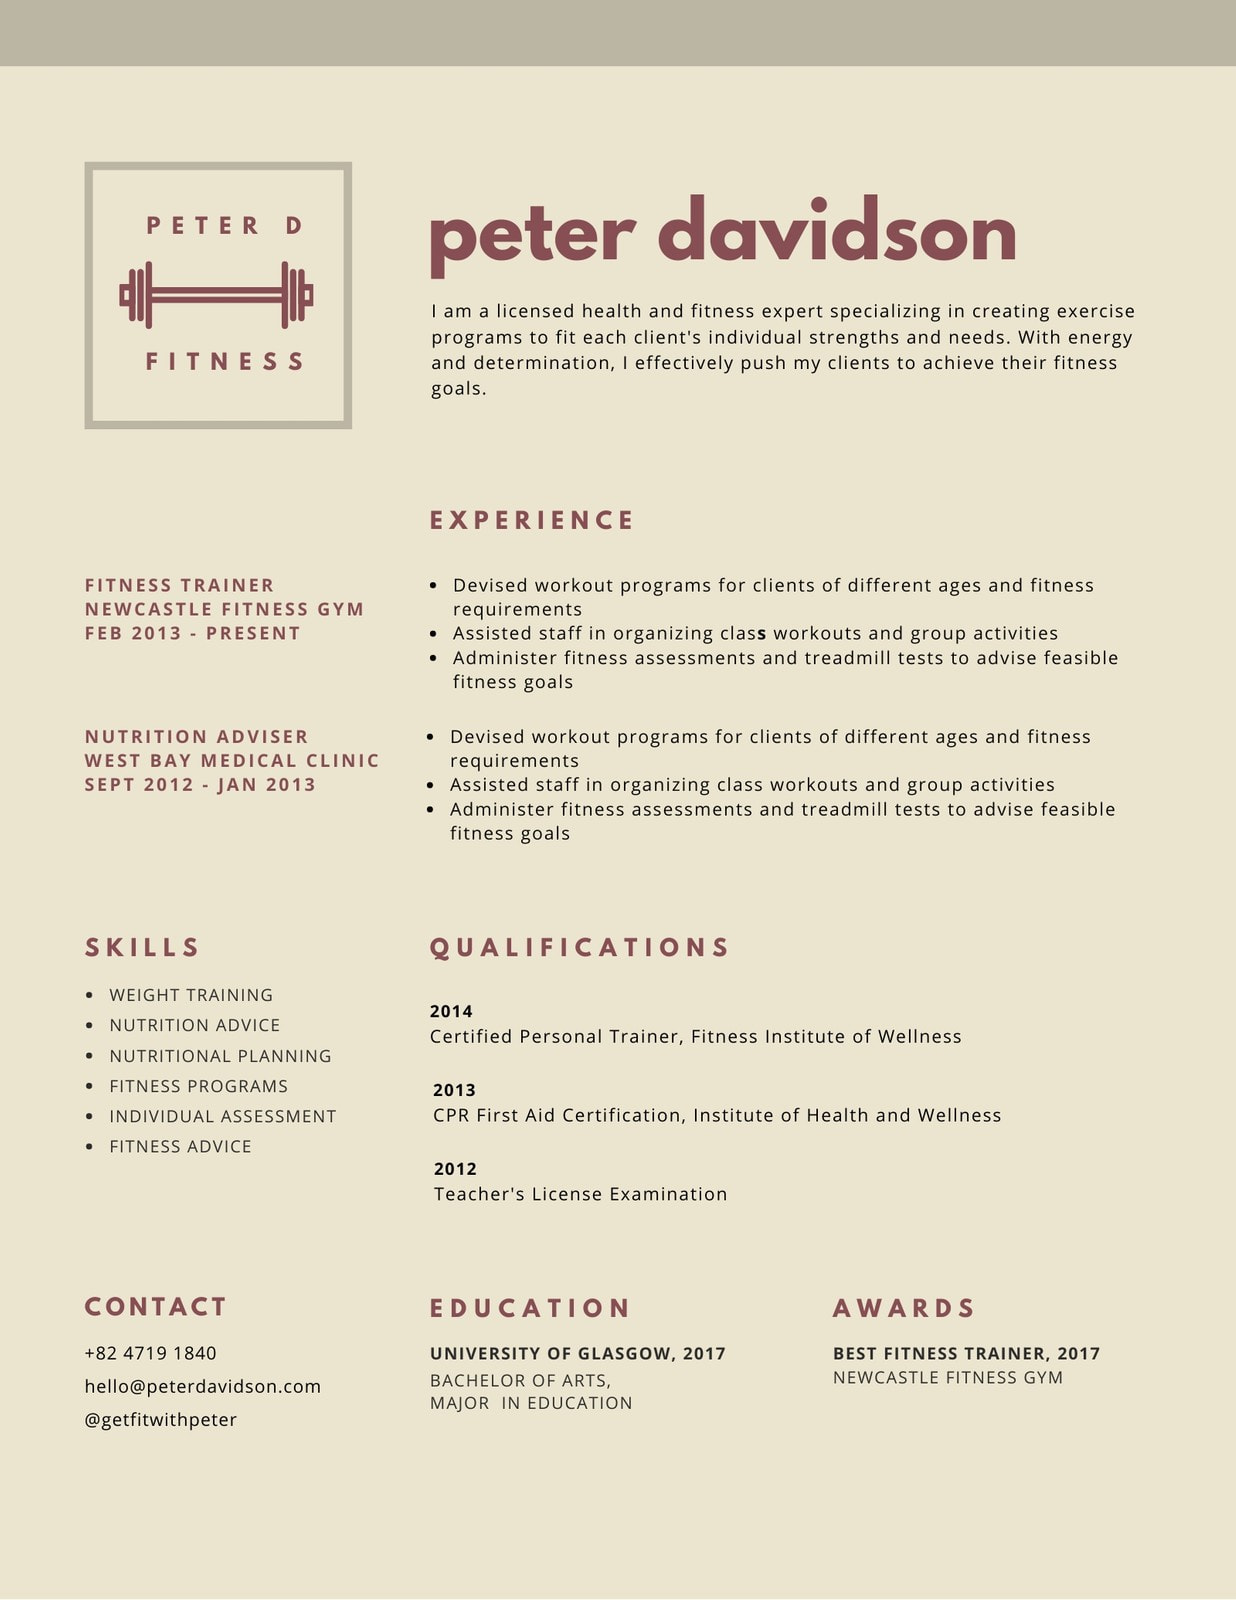 PETER D
FITNESS
peter davidson
I am a licensed health and fitness expert specializing in creating exercise
programs to fit each client's individual strengths and needs. With energy
and determination, I effectively push my clients to achieve their fitness
goals.
EXPERIENCE
FITNESS TRAINER
NEWCASTLE FITNESS GYM
FEB 2013 - PRESENT
• Devised workout programs for clients of different ages and fitness
requirements
• Assisted staff in organizing class workouts and group activities
• Administer fitness assessments and treadmill tests to advise feasible
fitness goals
NUTRITION ADVISER
WEST BAY MEDICAL CLINIC
SEPT 2012 - JAN 2013
• Devised workout programs for clients of different ages and fitness
requirements
• Assisted staff in organizing class workouts and group activities
• Administer fitness assessments and treadmill tests to advise feasible
fitness goals
SKILLS
• WEIGHT TRAINING
• NUTRITION ADVICE
• NUTRITIONAL PLANNING
• FITNESS PROGRAMS
• INDIVIDUAL ASSESSMENT
• FITNESS ADVICE
QUALIFICATIONS
2014
Certified Personal Trainer, Fitness Institute of Wellness
2013
CPR First Aid Certification, Institute of Health and Wellness
2012
Teacher's License Examination
CONTACT
+82 4719 1840
hello@peterdavidson.com
@getfitwithpeter
EDUCATION
UNIVERSITY OF GLASGOW, 2017
BACHELOR OF ARTS,
MAJOR  IN EDUCATION
AWARDS
BEST FITNESS TRAINER, 2017
NEWCASTLE FITNESS GYM